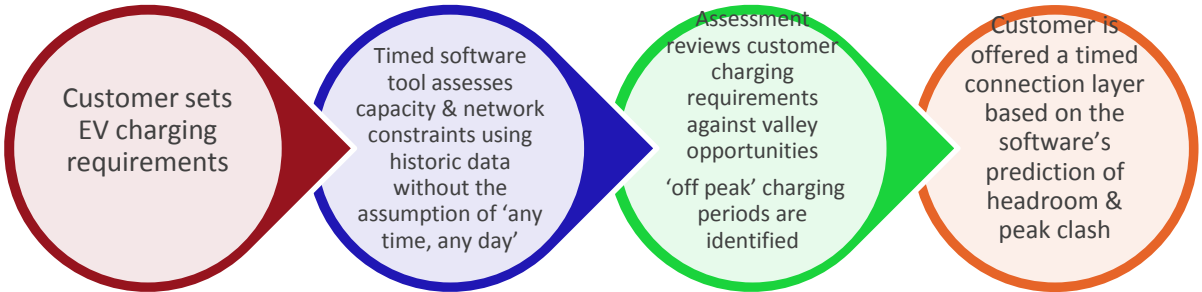 Customer sets
EV charging
requirements
Timed software
tool assesses
capacity & network
constraints using
historic data
without the
assumption of ‘any
time, any day’
Assessment
reviews customer
charging
requirements
against valley
opportunities
‘off peak’ charging
periods are
identified
Customer is
offered a timed
connection layer
based on the
software’s
prediction of
headroom &
peak clash